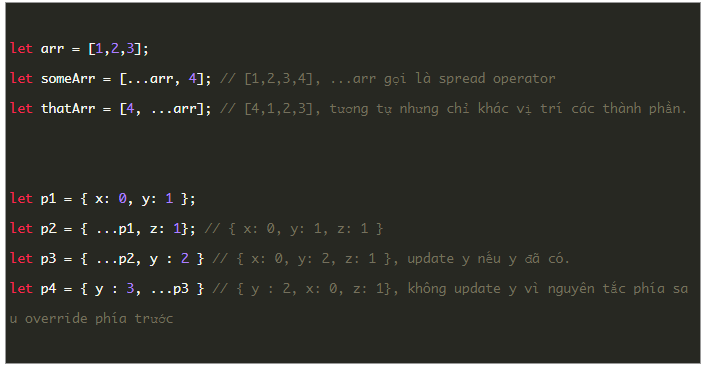 let arr = [1,2,3];
let someArr = [...arr, 4]; // [1,2,3,4], ...arr gọi là spread operator
let thatArr = [4, ...arr]; // [4,1,2,3], tương tự nhưng chỉ khác vị trí các thành phần.
let p1 = { x: 0, y: 1 };
let p2 = { ...p1, z: 1}; // { x: 0, y: 1, z: 1 }
let p3 = { ...p2, y : 2 } // { x: 0, y: 2, z: 1 }, update y nếu y đã có.
let p4 = { y : 3, ...p3 } // { y : 2, x: 0, z: 1}, không update y vì nguyên tắc phía sa
u override phía trước